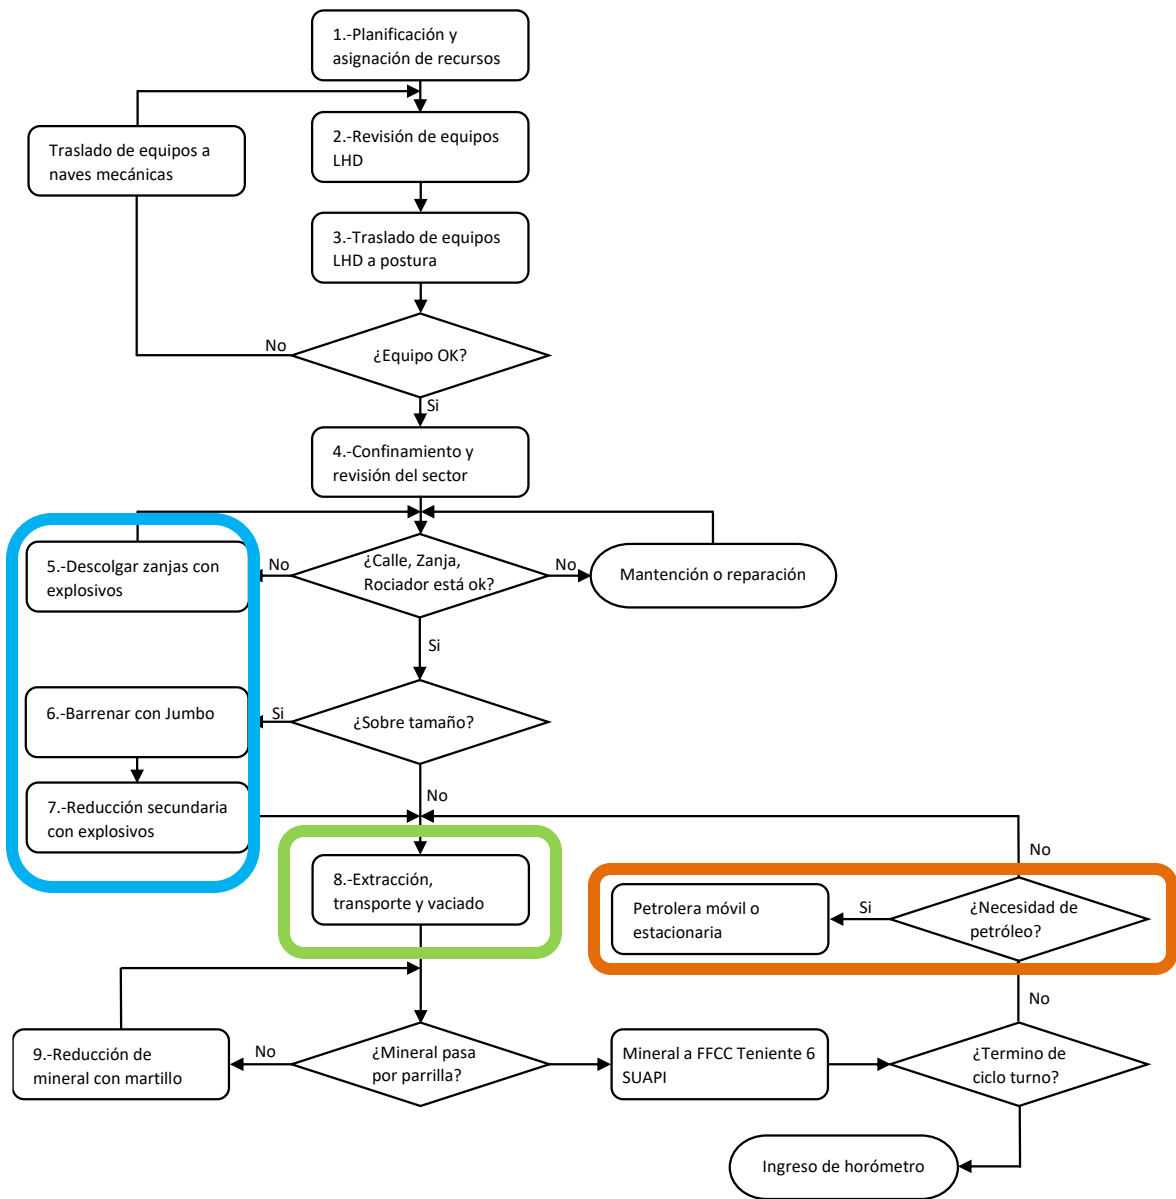 1.-Planificación y
asignación de recursos
Traslado de equipos a
naves mecánicas
2.-Revisión de equipos
LHD
3.-Traslado de equipos
LHD a postura
No
¿Equipo OK?
Si
4.-Confinamiento y
revisión del sector
5.-Descolgar zanjas con
explosivos
No
¿Calle, Zanja,
Rociador está ok?
No
Mantención o reparación
Si
6.-Barrenar con Jumbo
Si
¿Sobre tamaño?
No
7.-Reducción secundaria
con explosivos
No
8.-Extracción,
transporte y vaciado
Petrolera móvil o
estacionaria
Si
¿Necesidad de
petróleo?
No
9.-Reducción de
mineral con martillo
No
¿Mineral pasa
por parrilla?
Mineral a FFCC Teniente 6
SUAPI
¿Termino de
ciclo turno?
Ingreso de horómetro